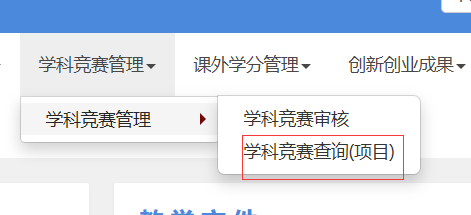 学科竞赛管理 课外学分管理 创新创业成果
学科竞赛管理 学科竞赛审核
学科竞赛查询(项目)